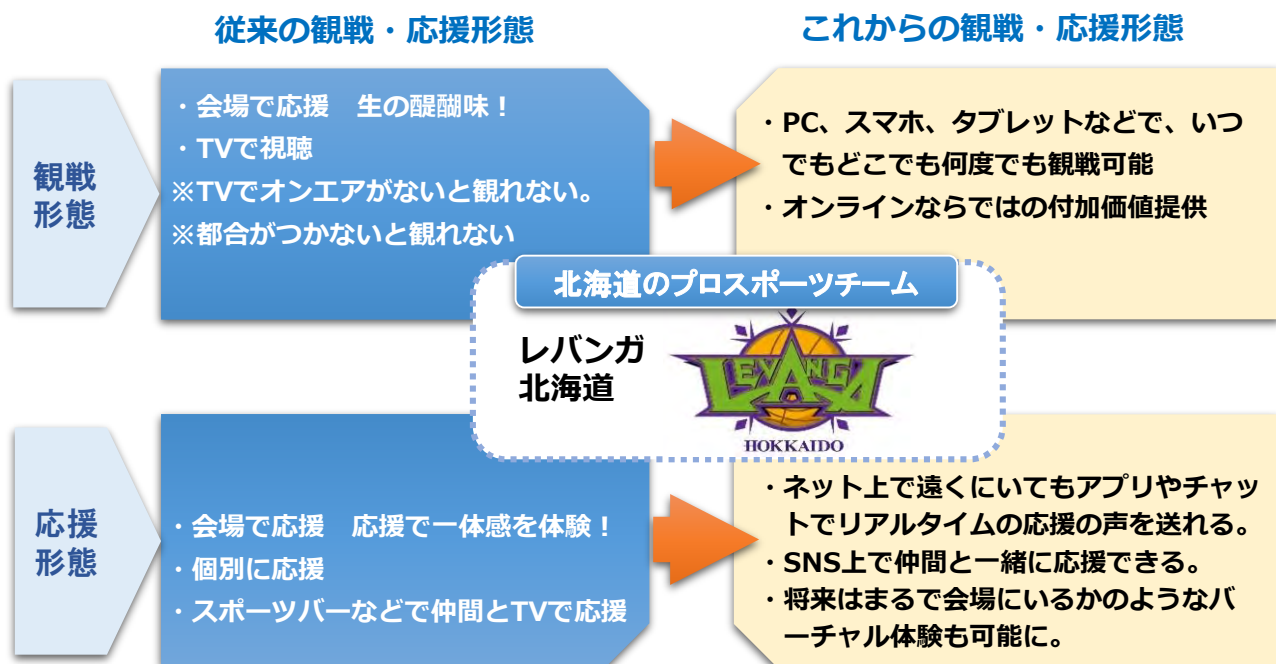 従来の観戦・応援形態
これからの観戦・応援形態
観戦
形態
・会場で応援　生の醍醐味！
・TVで視聴
※TVでオンエアがないと観れない。
※都合がつかないと観れない
・PC、スマホ、タブレットなどで、いつ
でもどこでも何度でも観戦可能
・オンラインならではの付加価値提供
北海道のプロスポーツチーム
レバンガ
北海道
LEVANGA
HOKKAIDO
応援
形態
・会場で応援　応援で一体感を体験！
・個別に応援
・スポーツバーなどで仲間とTVで応援
・ネット上で遠くにいてもアプリやチャッ
トでリアルタイムの応援の声を送れる。
・SNS上で仲間と一緒に応援できる。
・将来はまるで会場にいるかのようなバ
ーチャル体験も可能に。